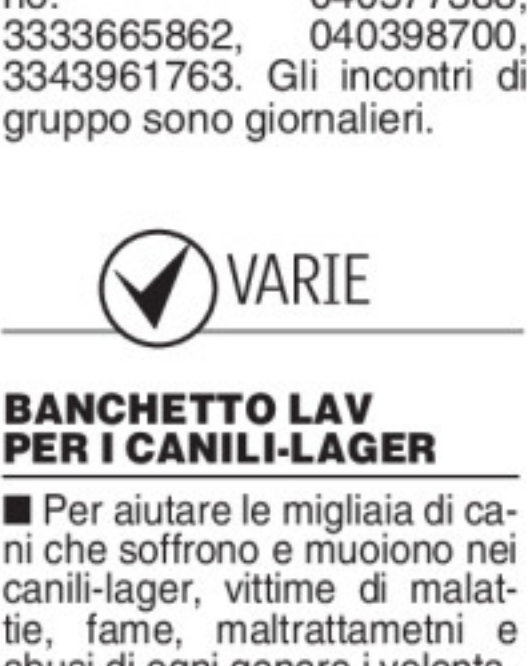 3333665862, 040398700,
3343961763. Gli incontri di
gruppo sono giornalieri.
VARIE
BANCHETTO LAV
PER I CANILI-LAGER
■ Per aiutare le migliaia di ca-
ni che soffrono e muoiono nei
canili-lager, vittime di malat-
tie, fame, maltrattametni e